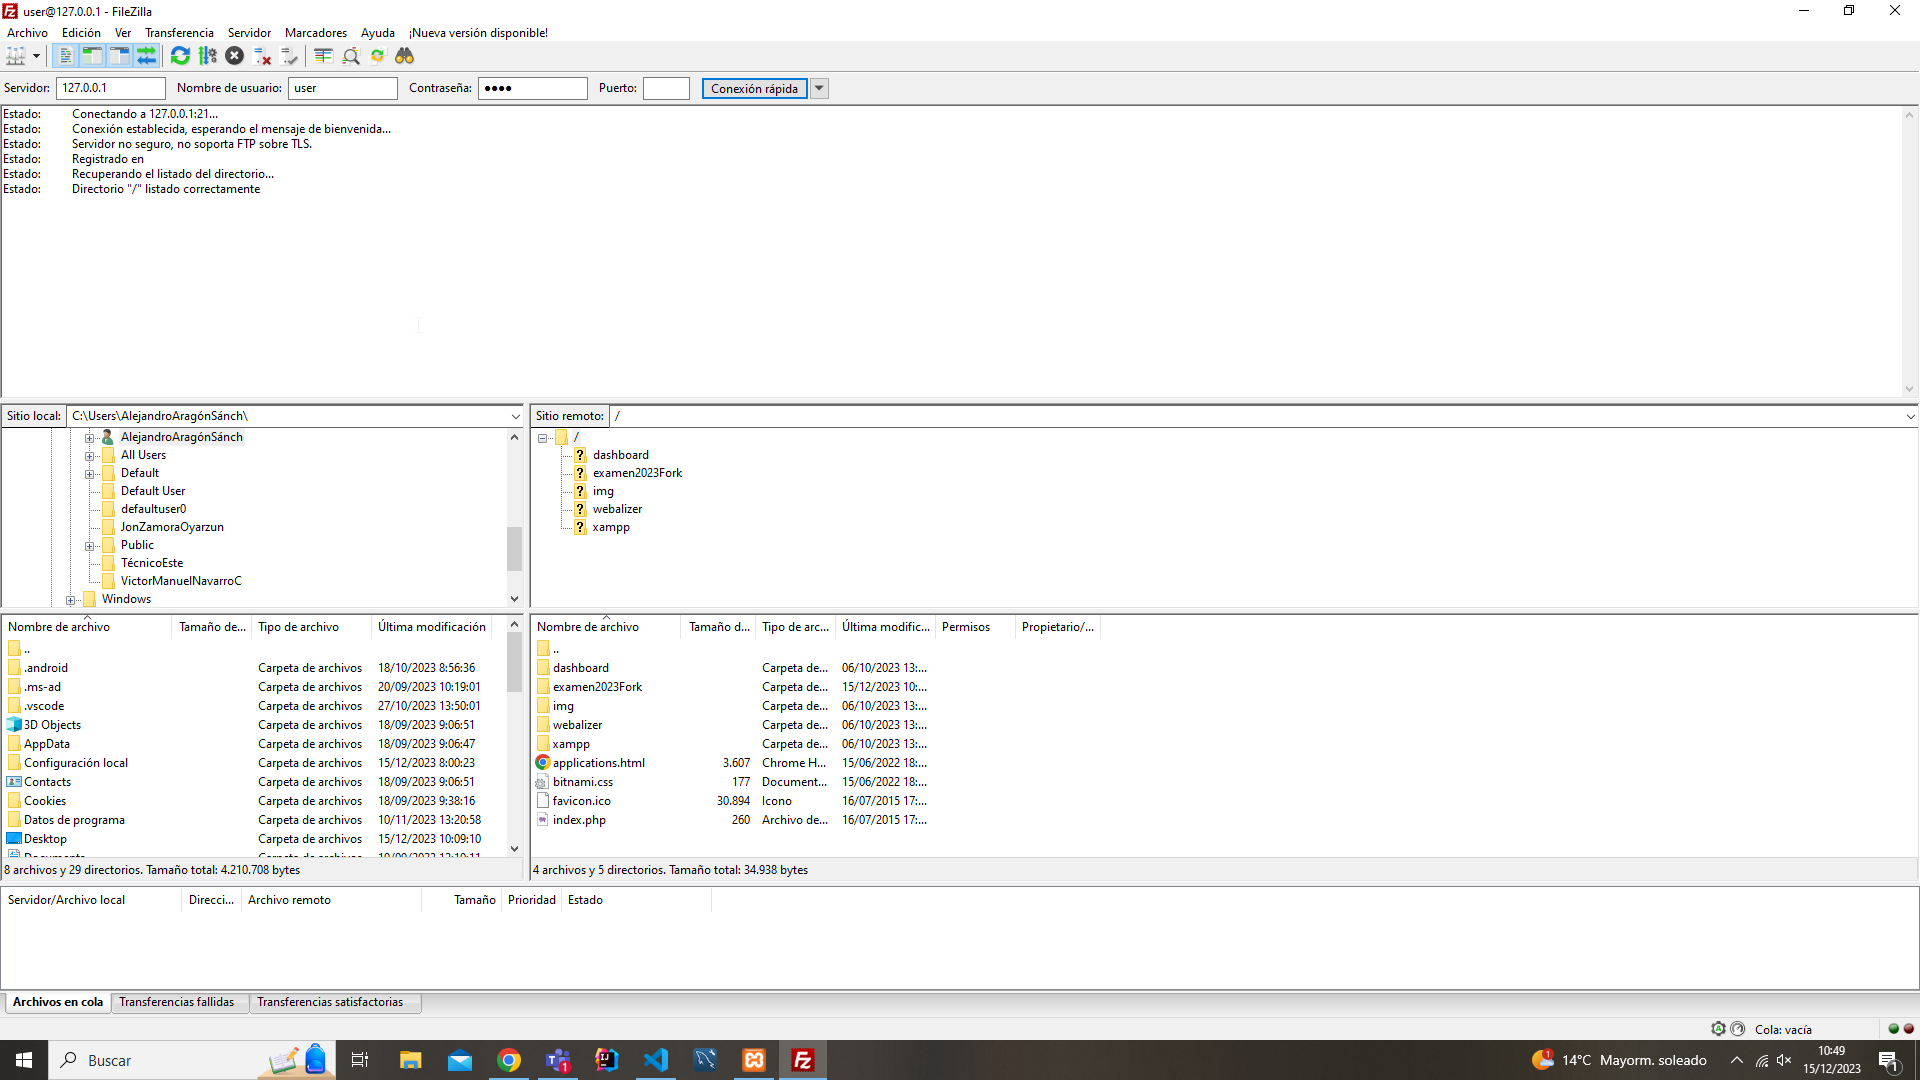 user@127.0.0.1 - FileZilla
Archivo Edición Ver Transferencia Servidor Marcadores Ayuda ¡Nueva versión disponible!
Servidor: 127.0.0.1 Nombre de usuario: user Contraseña: ●●●● Puerto: Conexión rápida
Estado: Conectando a 127.0.0.1:21...
Estado: Conexión establecida, esperando el mensaje de bienvenida...
Estado: Servidor no seguro, no soporta FTP sobre TLS.
Estado: Registrado en
Estado: Recuperando el listado del directorio...
Estado: Directorio "/" listado correctamente
Sitio local: C:\Users\AlejandroAragónSánch\
AlejandroAragónSánch
All Users
Default
Default User
defaultuser0
JonZamoraOyarzun
Public
TécnicoEste
VictorManuelNavarroC
Windows
Sitio remoto: /
/
dashboard
examen2023Fork
img
webalizer
xampp
Nombre de archivo Tamaño de... Tipo de archivo Última modificación
..
.android Carpeta de archivos 18/10/2023 8:56:36
.ms-ad Carpeta de archivos 20/09/2023 10:19:01
.vscode Carpeta de archivos 27/10/2023 13:50:01
3D Objects Carpeta de archivos 18/09/2023 9:06:51
AppData Carpeta de archivos 18/09/2023 9:06:47
Configuración local Carpeta de archivos 15/12/2023 8:00:23
Contacts Carpeta de archivos 18/09/2023 9:06:51
Cookies Carpeta de archivos 18/09/2023 9:38:16
Datos de programa Carpeta de archivos 10/11/2023 13:20:58
Desktop Carpeta de archivos 15/12/2023 10:09:10
Documents Carpeta de archivos
8 archivos y 29 directorios. Tamaño total: 4.210.708 bytes
Nombre de archivo Tamaño d... Tipo de arc... Última modific... Permisos Propietario/...
..
dashboard Carpeta de... 06/10/2023 13:...
examen2023Fork Carpeta de... 15/12/2023 10:...
img Carpeta de... 06/10/2023 13:...
webalizer Carpeta de... 06/10/2023 13:...
xampp Carpeta de... 06/10/2023 13:...
applications.html 3.607 Chrome H... 15/06/2022 18:...
bitnami.css 177 Document... 15/06/2022 18:...
favicon.ico 30.894 Icono 16/07/2015 17:...
index.php 260 Archivo de... 16/07/2015 17:...
4 archivos y 5 directorios. Tamaño total: 34.938 bytes
Servidor/Archivo local Direcci... Archivo remoto Tamaño Prioridad Estado
Archivos en cola Transferencias fallidas Transferencias satisfactorias
Cola: vacía
Buscar
1
1
14°C Mayorm. soleado
10:49
15/12/2023
1